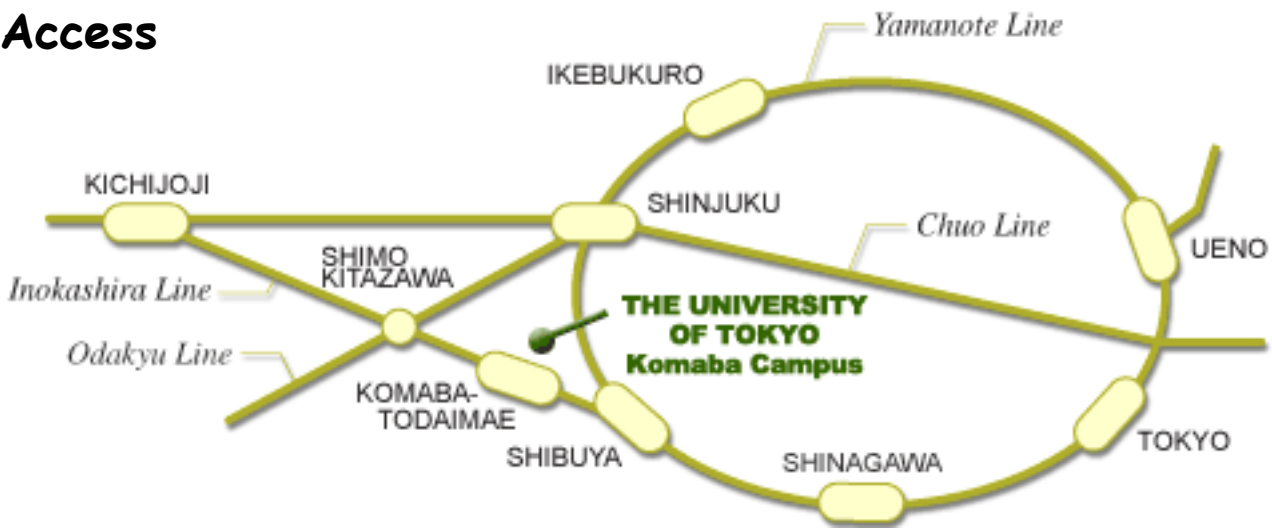 Access
Yamanote Line
IKEBUKURO
KICHIJOJI
SHINJUKU
Chuo Line
UENO
SHIMO
KITAZAWA
Inokashira Line
THE UNIVERSITY
OF TOKYO
Komaba Campus
Odakyu Line
KOMABA-
TODAIMAE
SHIBUYA
SHINAGAWA
TOKYO